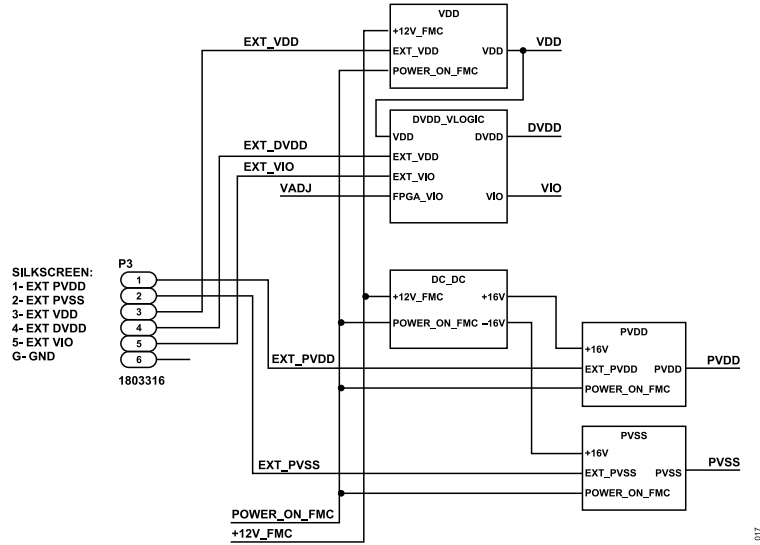 VDD
+12V_FMC
EXT_VDD
EXT_VDD
VDD
VDD
POWER_ON_FMC
DVDD_VLOGIC
VDD
DVDD
DVDD
EXT_DVDD
EXT_VDD
EXT_VIO
EXT_VIO
VADJ
FPGA_VIO
VIO
VIO
SILKSCREEN:
1- EXT PVDD
2- EXT PVSS
3- EXT VDD
4- EXT DVDD
5- EXT VIO
G- GND
P3
1
2
3
4
5
6
1803316
DC_DC
+12V_FMC
+16V
POWER_ON_FMC
–16V
PVDD
+16V
EXT_PVDD
EXT_PVDD
PVDD
PVDD
POWER_ON_FMC
PVSS
+16V
EXT_PVSS
EXT_PVSS
PVSS
PVSS
POWER_ON_FMC
POWER_ON_FMC
+12V_FMC
017